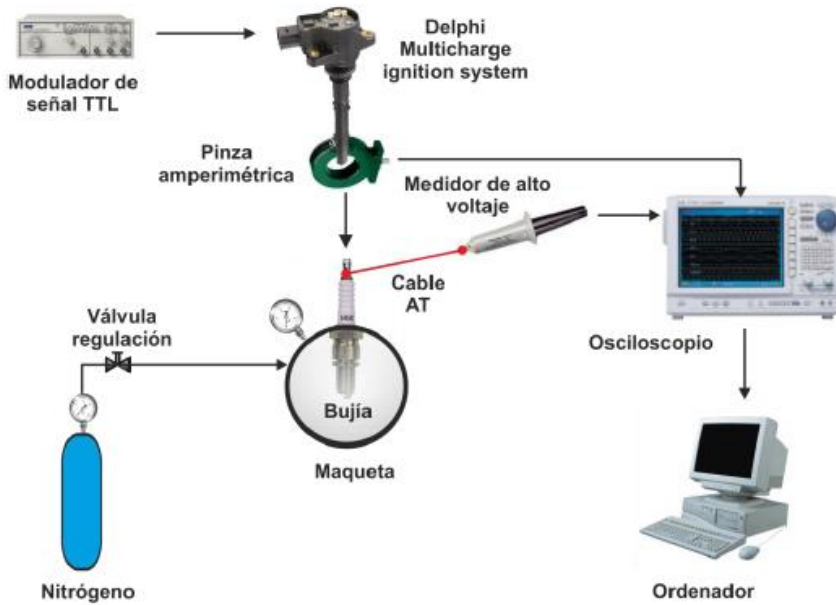 Delphi
Multicharge
ignition system
Modulador de
señal TTL
Pinza
amperimétrica
Medidor de alto
voltaje
Cable
AT
Válvula
regulación
Osciloscopio
Bujía
Maqueta
Nitrógeno
Ordenador